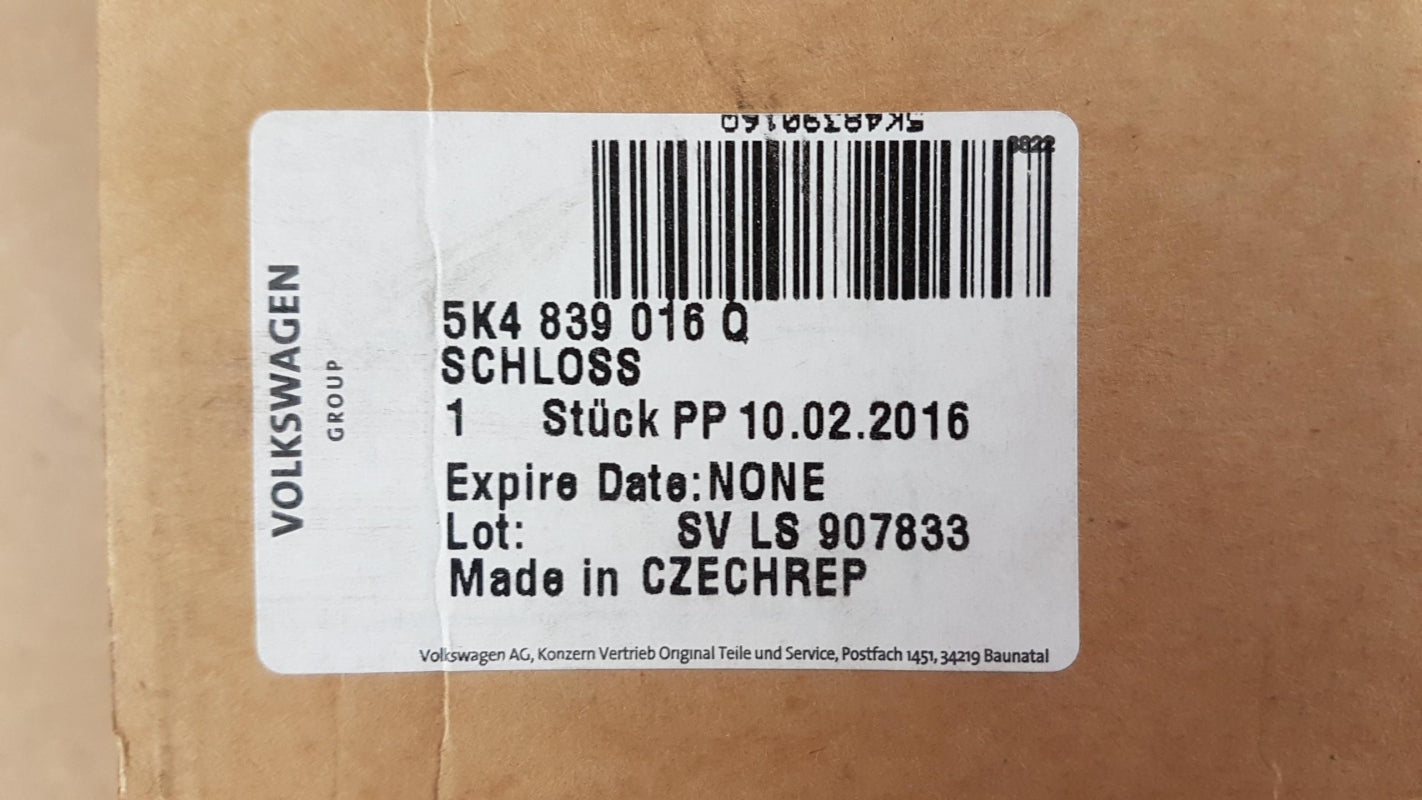 5K4839016Q
6822
5K4 839 016 Q
SCHLOSS
1 Stück PP 10.02.2016
Expire Date:NONE
Lot: SV LS 907833
Made in CZECHREP
VOLKSWAGEN
GROUP
Volkswagen AG, Konzern Vertrieb Original Teile und Service, Postfach 1451, 34219 Baunatal